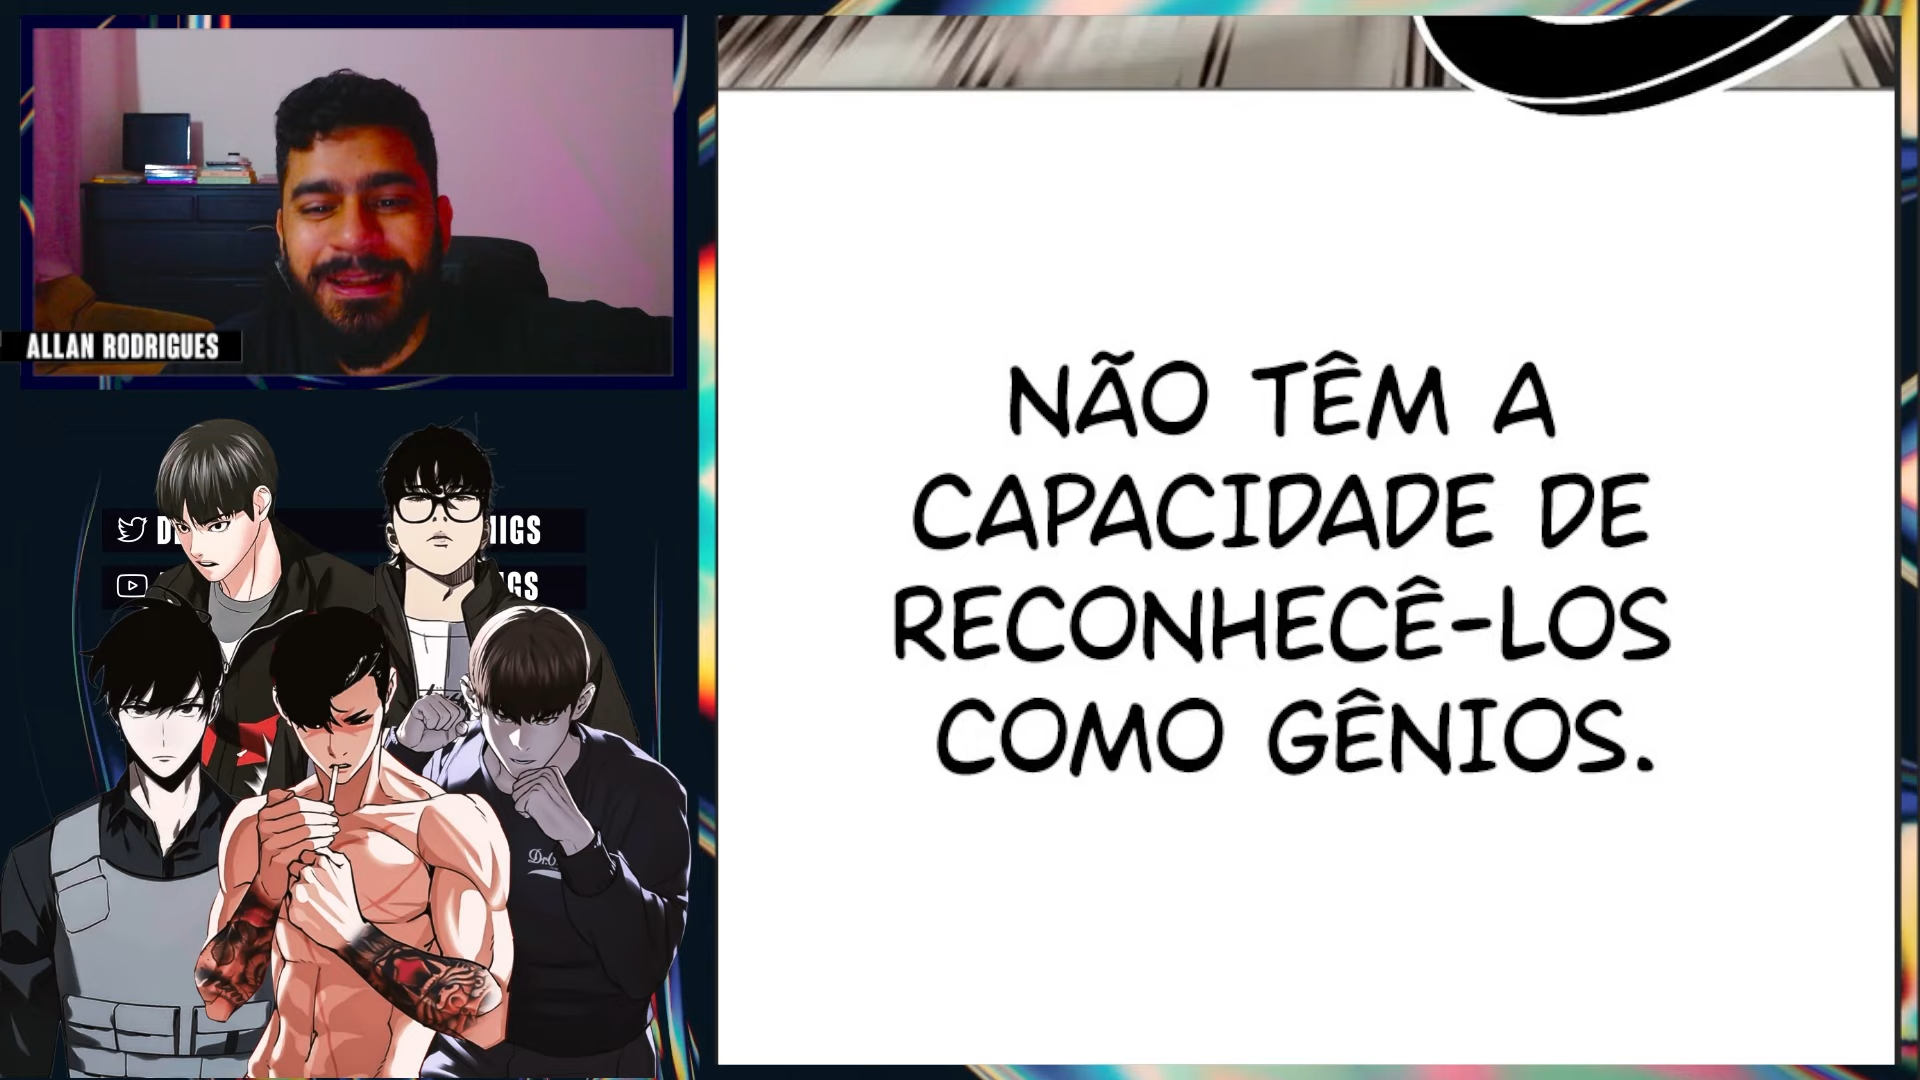 ALLAN RODRIGUES
NÃO TÊM A
CAPACIDADE DE
RECONHECÊ-LOS
COMO GÊNIOS.